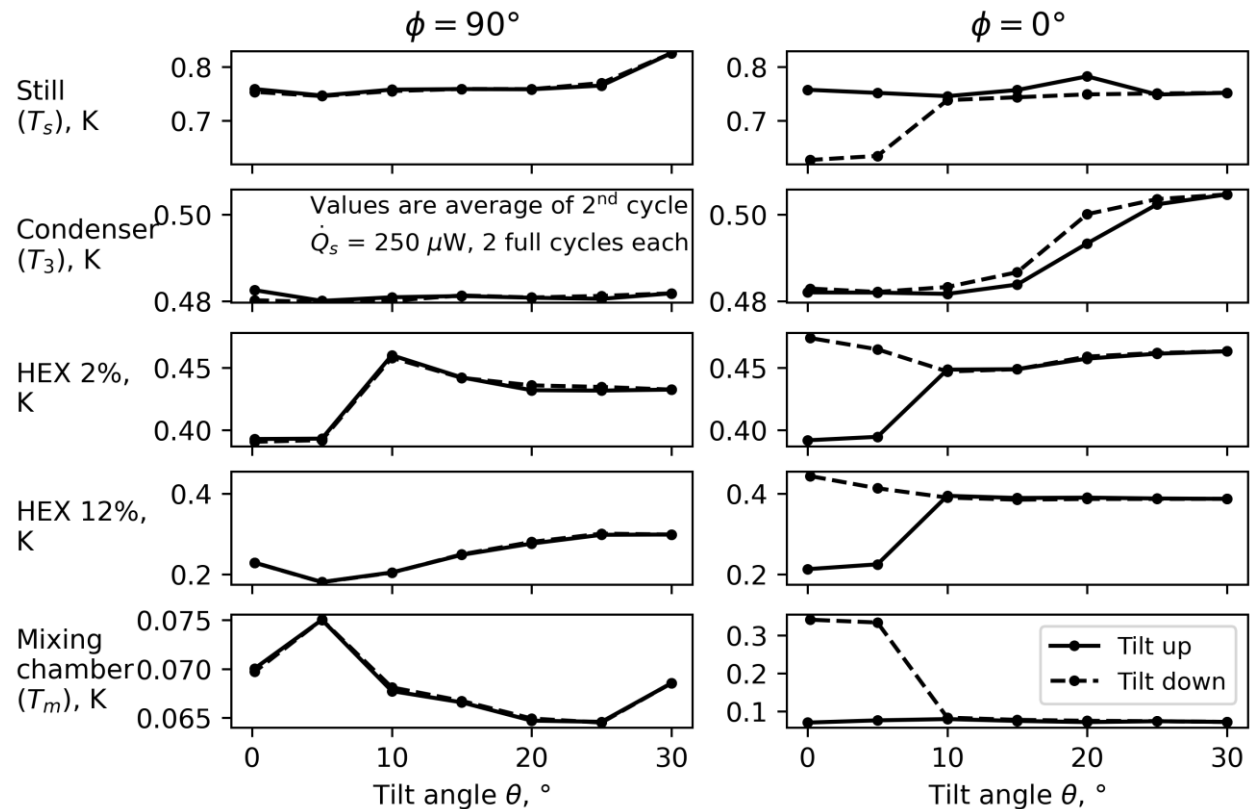 ϕ = 90°
ϕ = 0°
Still
(T_s), K
0.8
0.7
0.8
0.7
Condenser
(T_3), K
0.50
0.48
Values are average of 2nd cycle
Q̇_s = 250 μW, 2 full cycles each
0.50
0.48
HEX 2%,
K
0.45
0.40
0.45
0.40
HEX 12%,
K
0.4
0.2
0.4
0.2
Mixing
chamber
(T_m), K
0.075
0.070
0.065
0.3
0.2
0.1
Tilt up
Tilt down
0 10 20 30
0 10 20 30
Tilt angle θ, °
Tilt angle θ, °